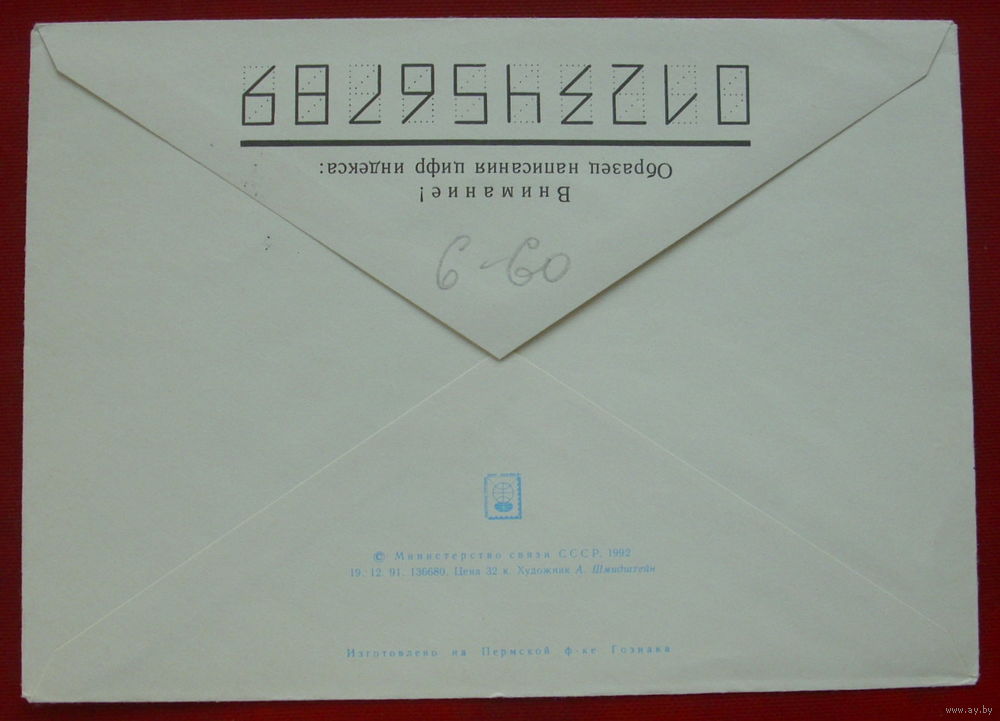 Внимание!
Образец написания цифр индекса:
0123456789
6-60
© Министерство связи СССР, 1992
19. 12. 91. 136680. Цена 32 к. Художник А. Шмидштейн
Изготовлено на Пермской ф-ке Гознака
www.ay.by